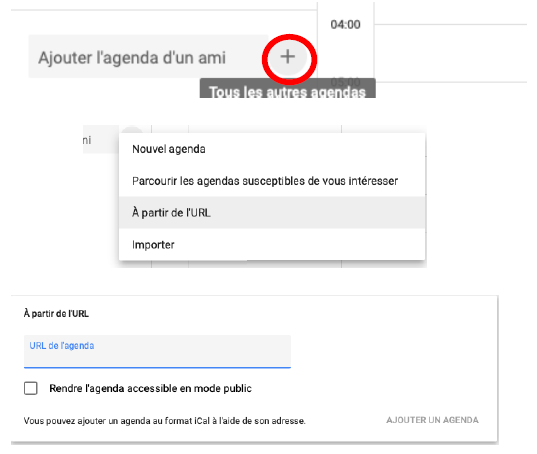 04:00
Ajouter l'agenda d'un ami +
05:00
Tous les autres agendas
ni
Nouvel agenda
Parcourir les agendas susceptibles de vous intéresser
À partir de l'URL
Importer
À partir de l'URL
URL de l'agenda
Rendre l'agenda accessible en mode public
Vous pouvez ajouter un agenda au format iCal à l'aide de son adresse.
AJOUTER UN AGENDA